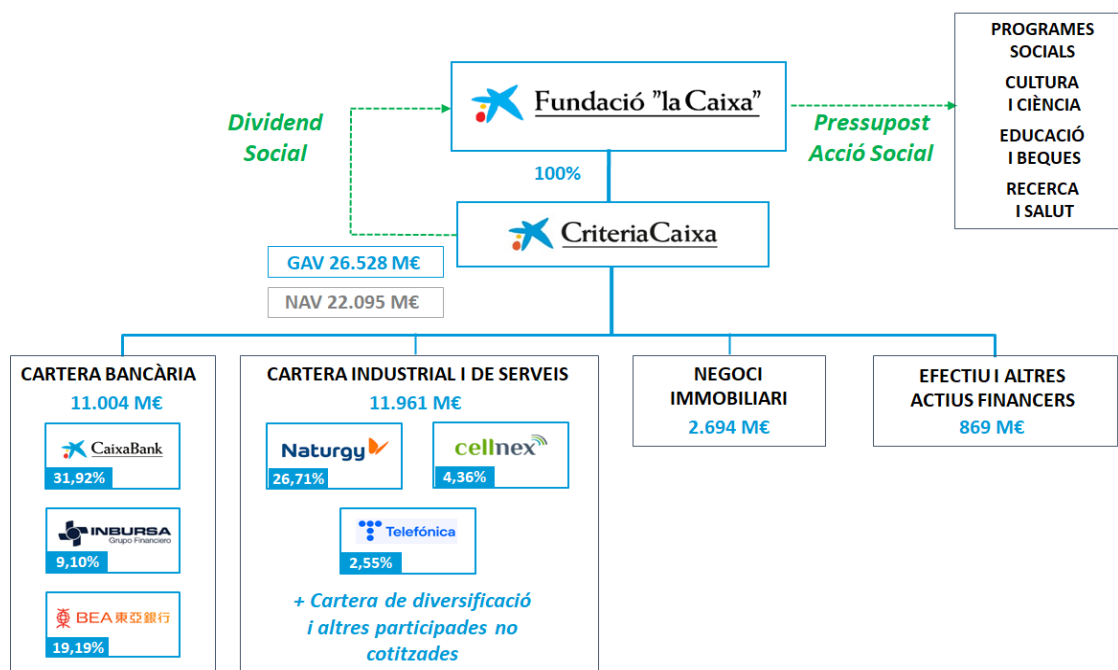 PROGRAMES
SOCIALS
CULTURA
I CIÈNCIA
EDUCACIÓ
I BEQUES
RECERCA
I SALUT
Fundació "la Caixa"
Dividend
Social
Pressupost
Acció Social
100%
CriteriaCaixa
GAV 26.528 M€
NAV 22.095 M€
CARTERA BANCÀRIA
11.004 M€
CaixaBank
31,92%
INBURSA
Grupo Financiero
9,10%
BEA東亞銀行
19,19%
CARTERA INDUSTRIAL I DE SERVEIS
11.961 M€
Naturgy
26,71%
cellnex
4,36%
Telefónica
2,55%
+ Cartera de diversificació
i altres participades no
cotitzades
NEGOCI
IMMOBILIARI
2.694 M€
EFECTIU I ALTRES
ACTIUS FINANCERS
869 M€